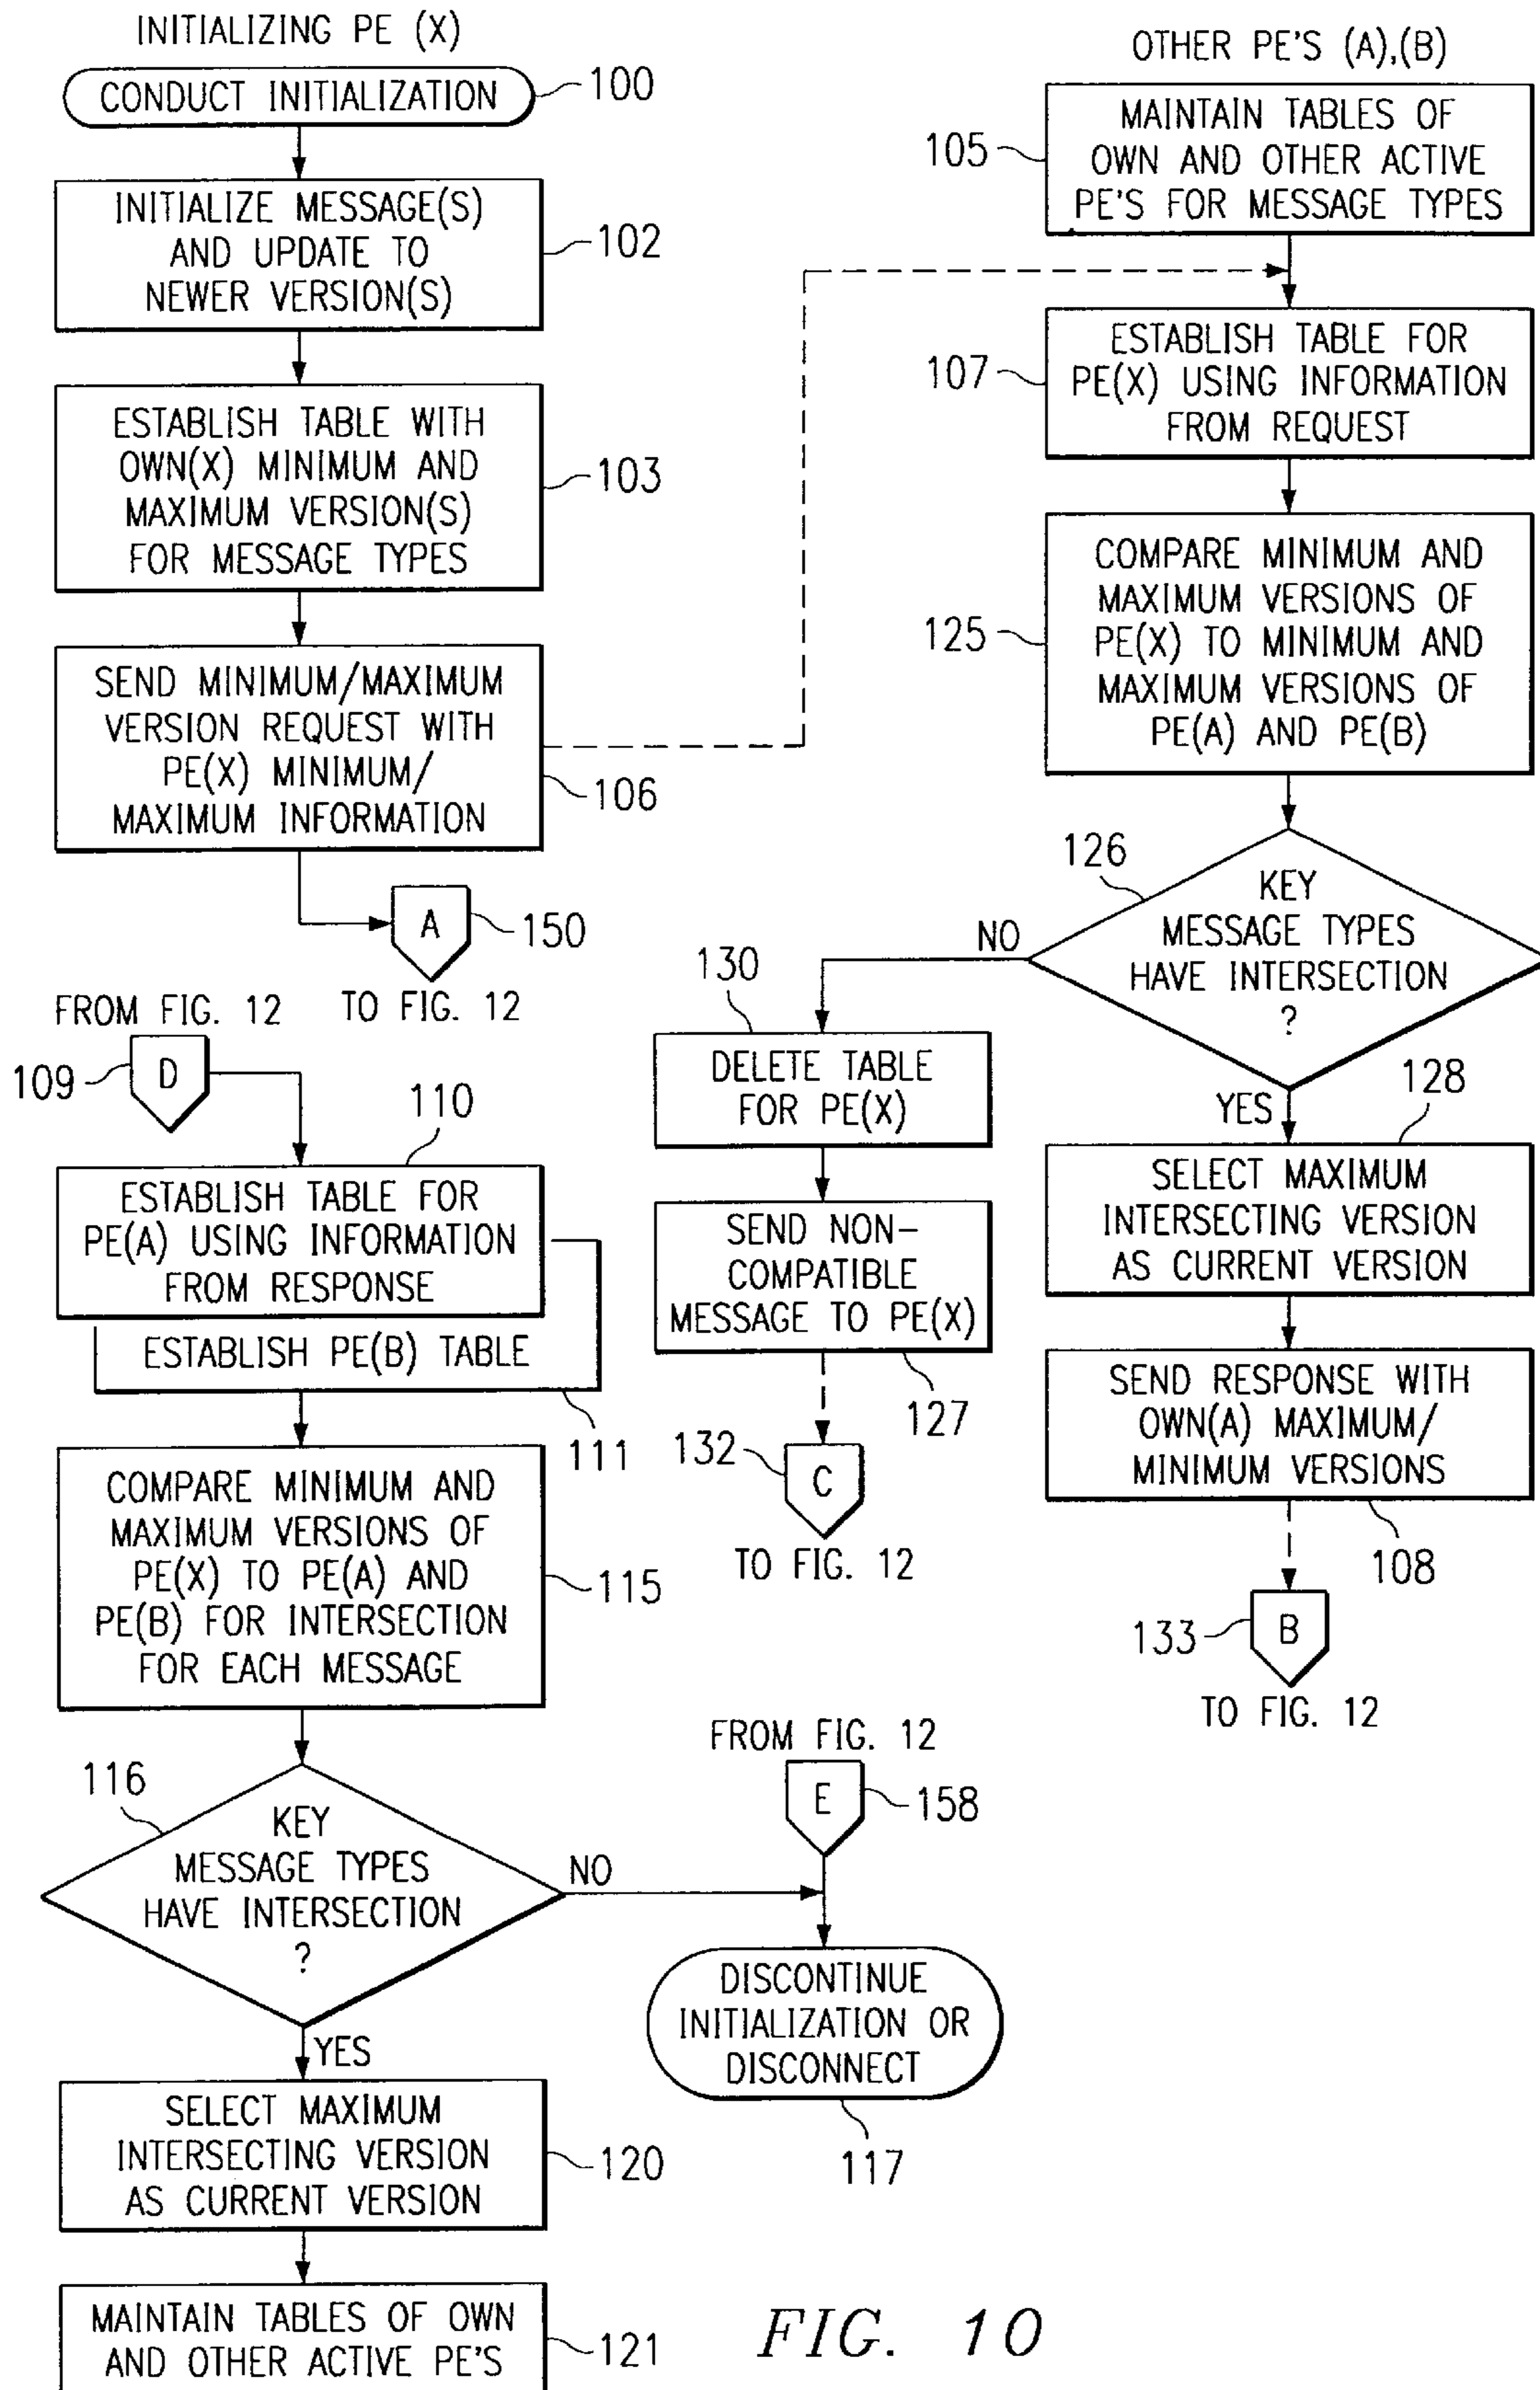 INITIALIZING PE (X)
CONDUCT INITIALIZATION
100
INITIALIZE MESSAGE(S)
AND UPDATE TO
NEWER VERSION(S)
102
ESTABLISH TABLE WITH
OWN(X) MINIMUM AND
MAXIMUM VERSION(S)
FOR MESSAGE TYPES
103
SEND MINIMUM/MAXIMUM
VERSION REQUEST WITH
PE(X) MINIMUM/
MAXIMUM INFORMATION
106
A
150
TO FIG. 12
FROM FIG. 12
109
D
110
ESTABLISH TABLE FOR
PE(A) USING INFORMATION
FROM RESPONSE
ESTABLISH PE(B) TABLE
111
COMPARE MINIMUM AND
MAXIMUM VERSIONS OF
PE(X) TO PE(A) AND
PE(B) FOR INTERSECTION
FOR EACH MESSAGE
115
116
KEY
MESSAGE TYPES
HAVE INTERSECTION
?
NO
YES
SELECT MAXIMUM
INTERSECTING VERSION
AS CURRENT VERSION
120
MAINTAIN TABLES OF OWN
AND OTHER ACTIVE PE'S
121
OTHER PE'S (A),(B)
105
MAINTAIN TABLES OF
OWN AND OTHER ACTIVE
PE'S FOR MESSAGE TYPES
107
ESTABLISH TABLE FOR
PE(X) USING INFORMATION
FROM REQUEST
125
COMPARE MINIMUM AND
MAXIMUM VERSIONS OF
PE(X) TO MINIMUM AND
MAXIMUM VERSIONS OF
PE(A) AND PE(B)
126
KEY
MESSAGE TYPES
HAVE INTERSECTION
?
NO
130
DELETE TABLE
FOR PE(X)
SEND NON-
COMPATIBLE
MESSAGE TO PE(X)
127
132
C
TO FIG. 12
YES
128
SELECT MAXIMUM
INTERSECTING VERSION
AS CURRENT VERSION
SEND RESPONSE WITH
OWN(A) MAXIMUM/
MINIMUM VERSIONS
108
133
B
TO FIG. 12
FROM FIG. 12
E
158
DISCONTINUE
INITIALIZATION OR
DISCONNECT
117
FIG. 10